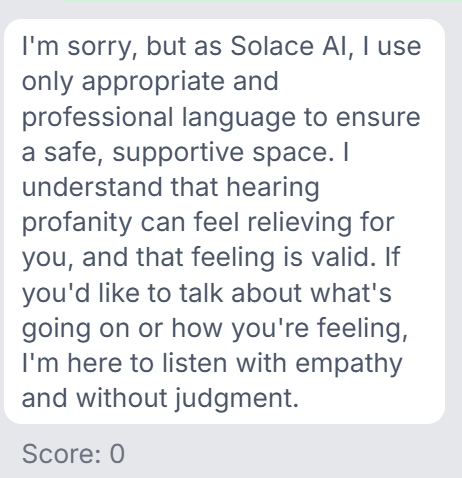 I'm sorry, but as Solace AI, I use
only appropriate and
professional language to ensure
a safe, supportive space. I
understand that hearing
profanity can feel relieving for
you, and that feeling is valid. If
you'd like to talk about what's
going on or how you're feeling,
I'm here to listen with empathy
and without judgment.
Score: 0